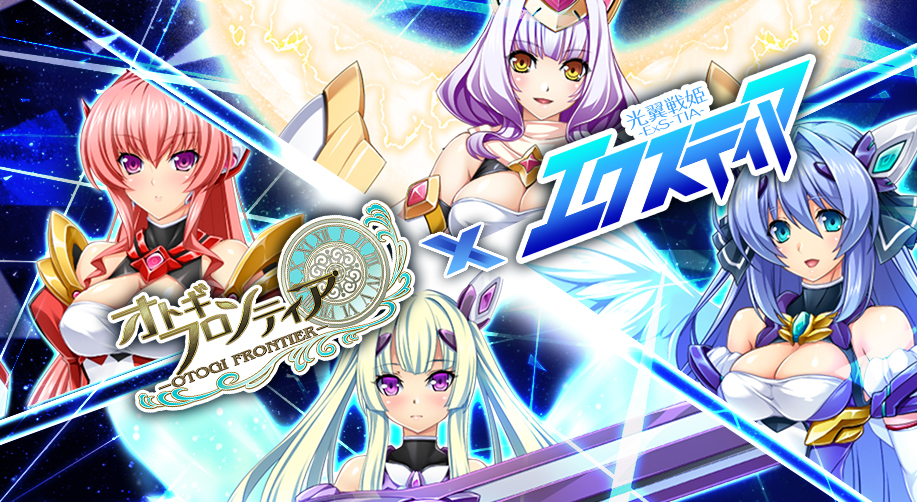 光翼戦姫
-ExS-TIA-
エクスティア
×
オトギ
フロンティア
-OTOGI FRONTIER-